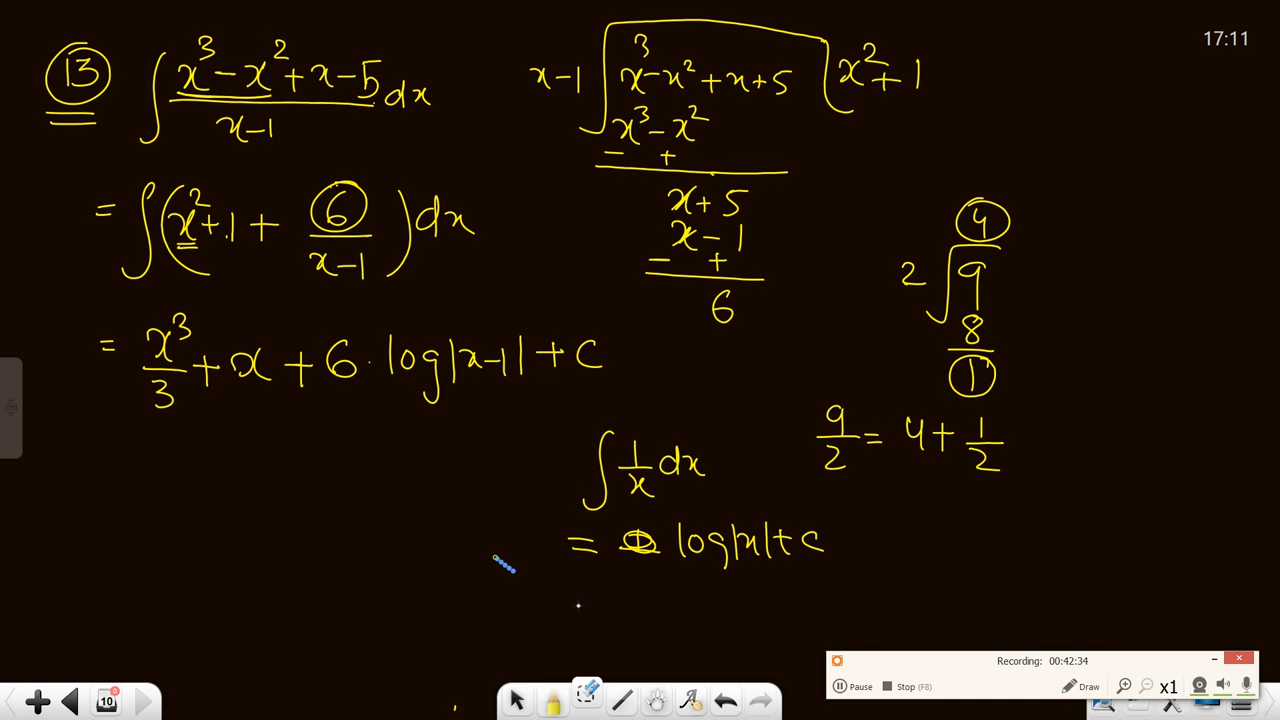 17:11
13 ∫ x³ - x² + x - 5 / x-1 dx
= ∫ (x² + 1 + 6 / x-1) dx
= x³/3 + x + 6 · log|x-1| + c
x-1 √ x³ - x² + x + 5 ( x² + 1
x³ - x²
- +
x + 5
x - 1
- +
6
4
2 √ 9
8
1
9/2 = 4 + 1/2
∫ 1/x dx
= log|x| + c
Recording: 00:42:34
Pause Stop (F8) Draw x1
10
0